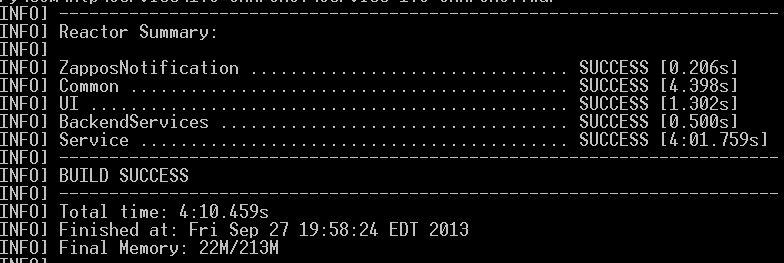 INFO] ------------------------------------------------------------------------
INFO] Reactor Summary:
INFO]
INFO] ZapposNotification ................................ SUCCESS [0.206s]
INFO] Common ............................................ SUCCESS [4.398s]
INFO] UI ................................................ SUCCESS [1.302s]
INFO] BackendServices ................................... SUCCESS [0.500s]
INFO] Service ........................................... SUCCESS [4:01.759s]
INFO] ------------------------------------------------------------------------
INFO] BUILD SUCCESS
INFO] ------------------------------------------------------------------------
INFO] Total time: 4:10.459s
INFO] Finished at: Fri Sep 27 19:58:24 EDT 2013
INFO] Final Memory: 22M/213M